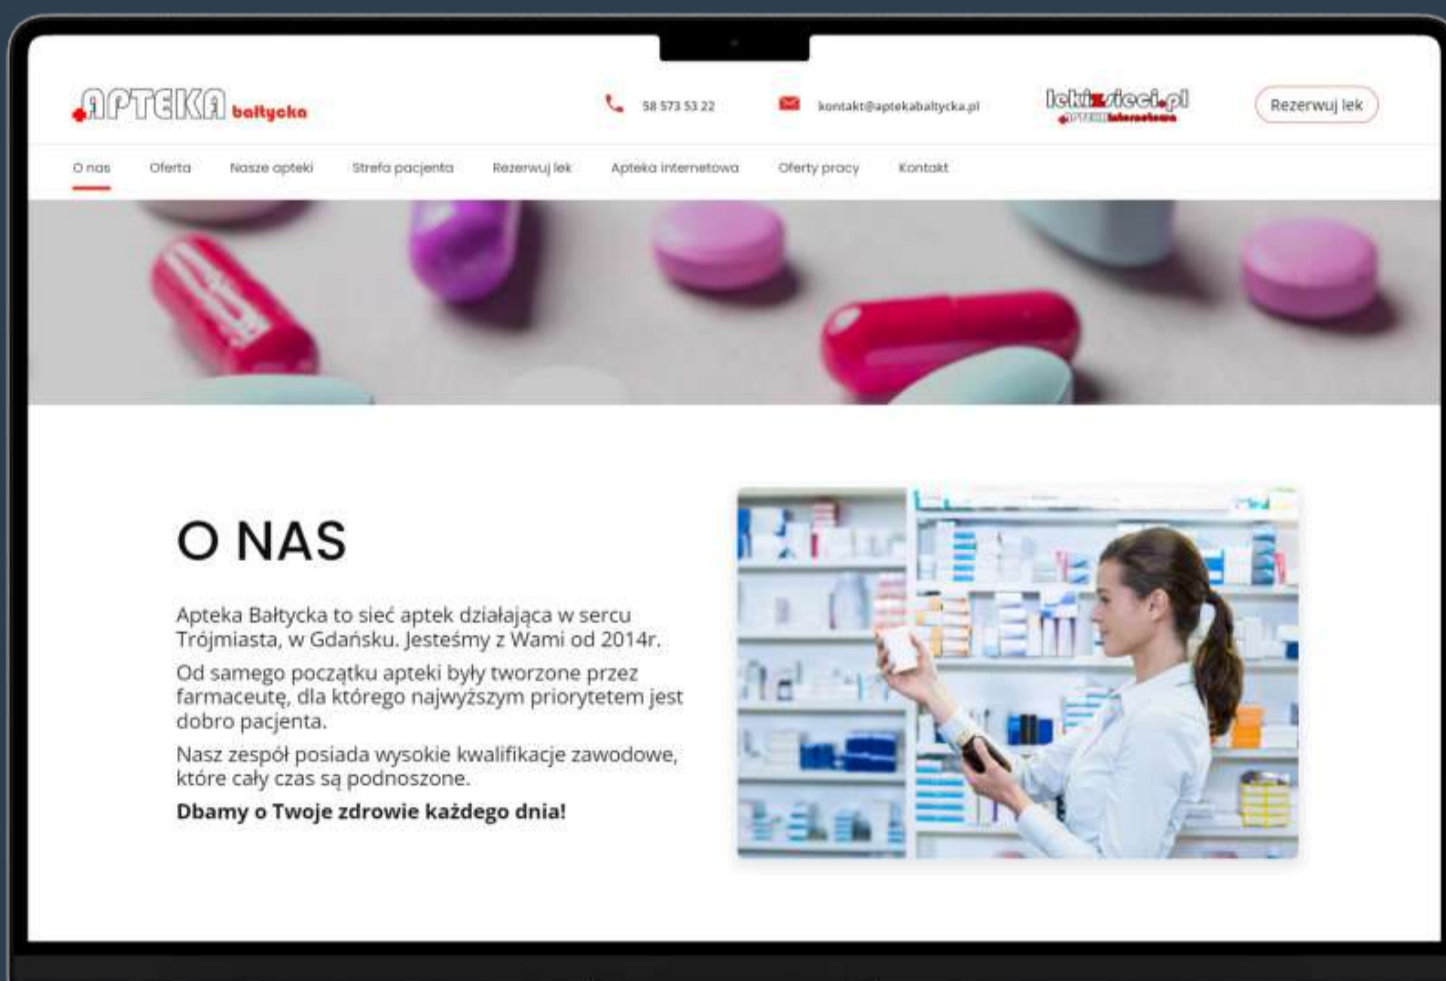 APTEKA bałtycka
58 573 53 22
kontakt@aptekabaltycka.pl
lekizsieci.pl
APTEKA internetowa
Rezerwuj lek
O nas
Oferta
Nasze apteki
Strefa pacjenta
Rezerwuj lek
Apteka internetowa
Oferty pracy
Kontakt
O NAS
Apteka Bałtycka to sieć aptek działająca w sercu
Trójmiasta, w Gdańsku. Jesteśmy z Wami od 2014r.
Od samego początku apteki były tworzone przez
farmaceutę, dla którego najwyższym priorytetem jest
dobro pacjenta.
Nasz zespół posiada wysokie kwalifikacje zawodowe,
które cały czas są podnoszone.
Dbamy o Twoje zdrowie każdego dnia!